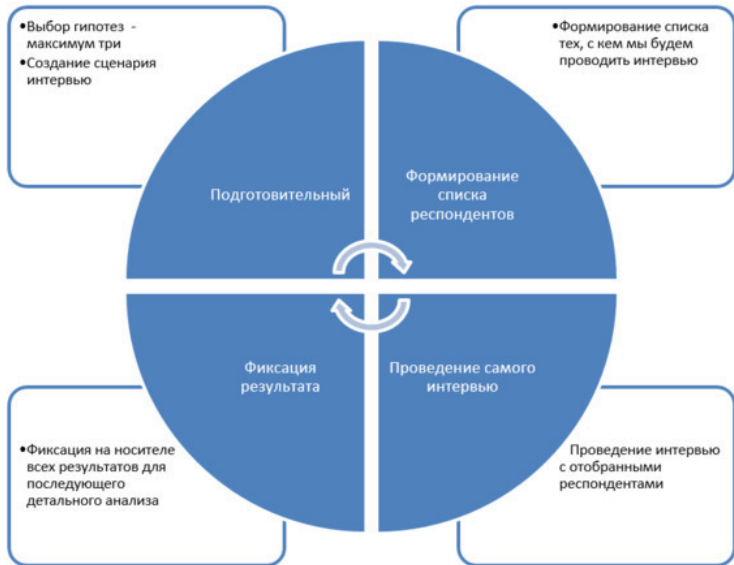 •Выбор гипотез -
максимум три
•Создание сценария
интервью
•Формирование списка
тех, с кем мы будем
проводить интервью
Подготовительный
Формирование
списка
респондентов
Фиксация
результата
Проведение самого
интервью
•Фиксация на носителе
всех результатов для
последующего
детального анализа
Проведение интервью
с отобранными
респондентами